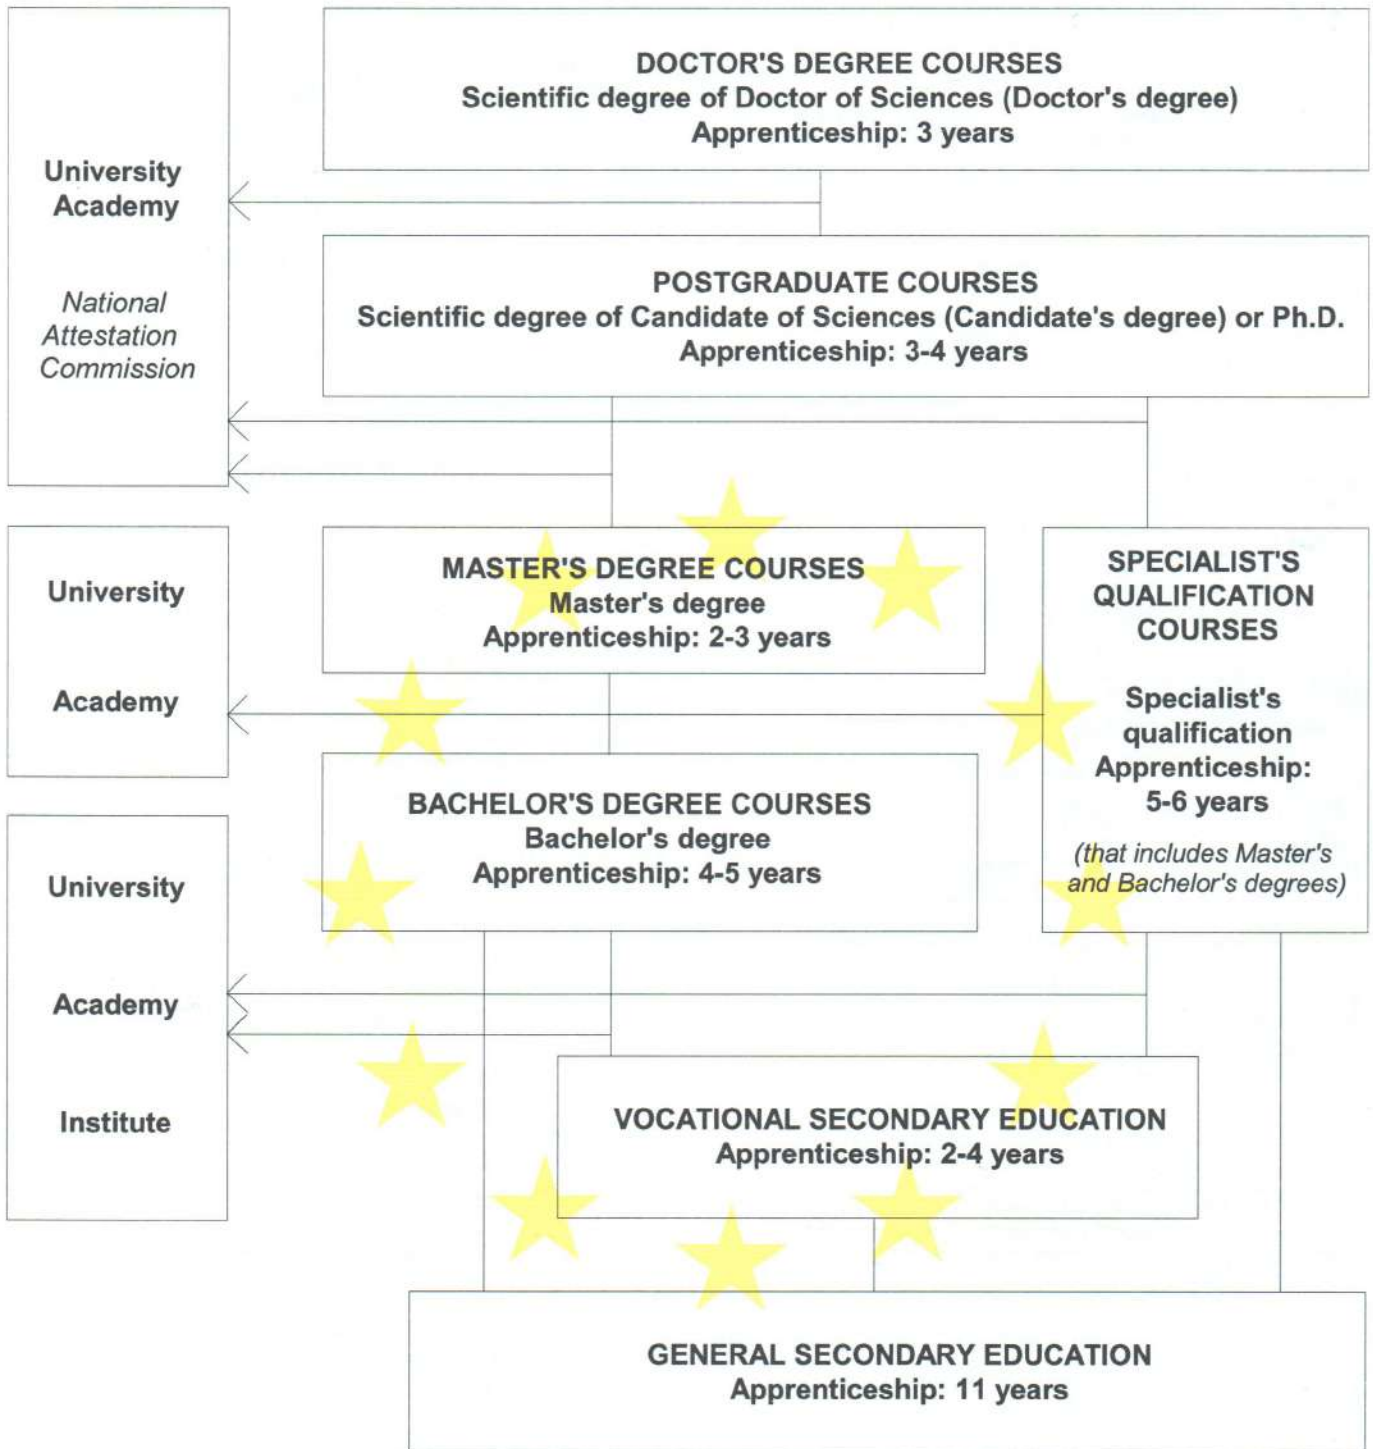 DOCTOR'S DEGREE COURSES
Scientific degree of Doctor of Sciences (Doctor's degree)
Apprenticeship: 3 years
University
Academy
National
Attestation
Commission
POSTGRADUATE COURSES
Scientific degree of Candidate of Sciences (Candidate's degree) or Ph.D.
Apprenticeship: 3-4 years
University
Academy
MASTER'S DEGREE COURSES
Master's degree
Apprenticeship: 2-3 years
SPECIALIST'S
QUALIFICATION
COURSES
Specialist's
qualification
Apprenticeship:
5-6 years
(that includes Master's
and Bachelor's degrees)
BACHELOR'S DEGREE COURSES
Bachelor's degree
Apprenticeship: 4-5 years
University
Academy
Institute
VOCATIONAL SECONDARY EDUCATION
Apprenticeship: 2-4 years
GENERAL SECONDARY EDUCATION
Apprenticeship: 11 years